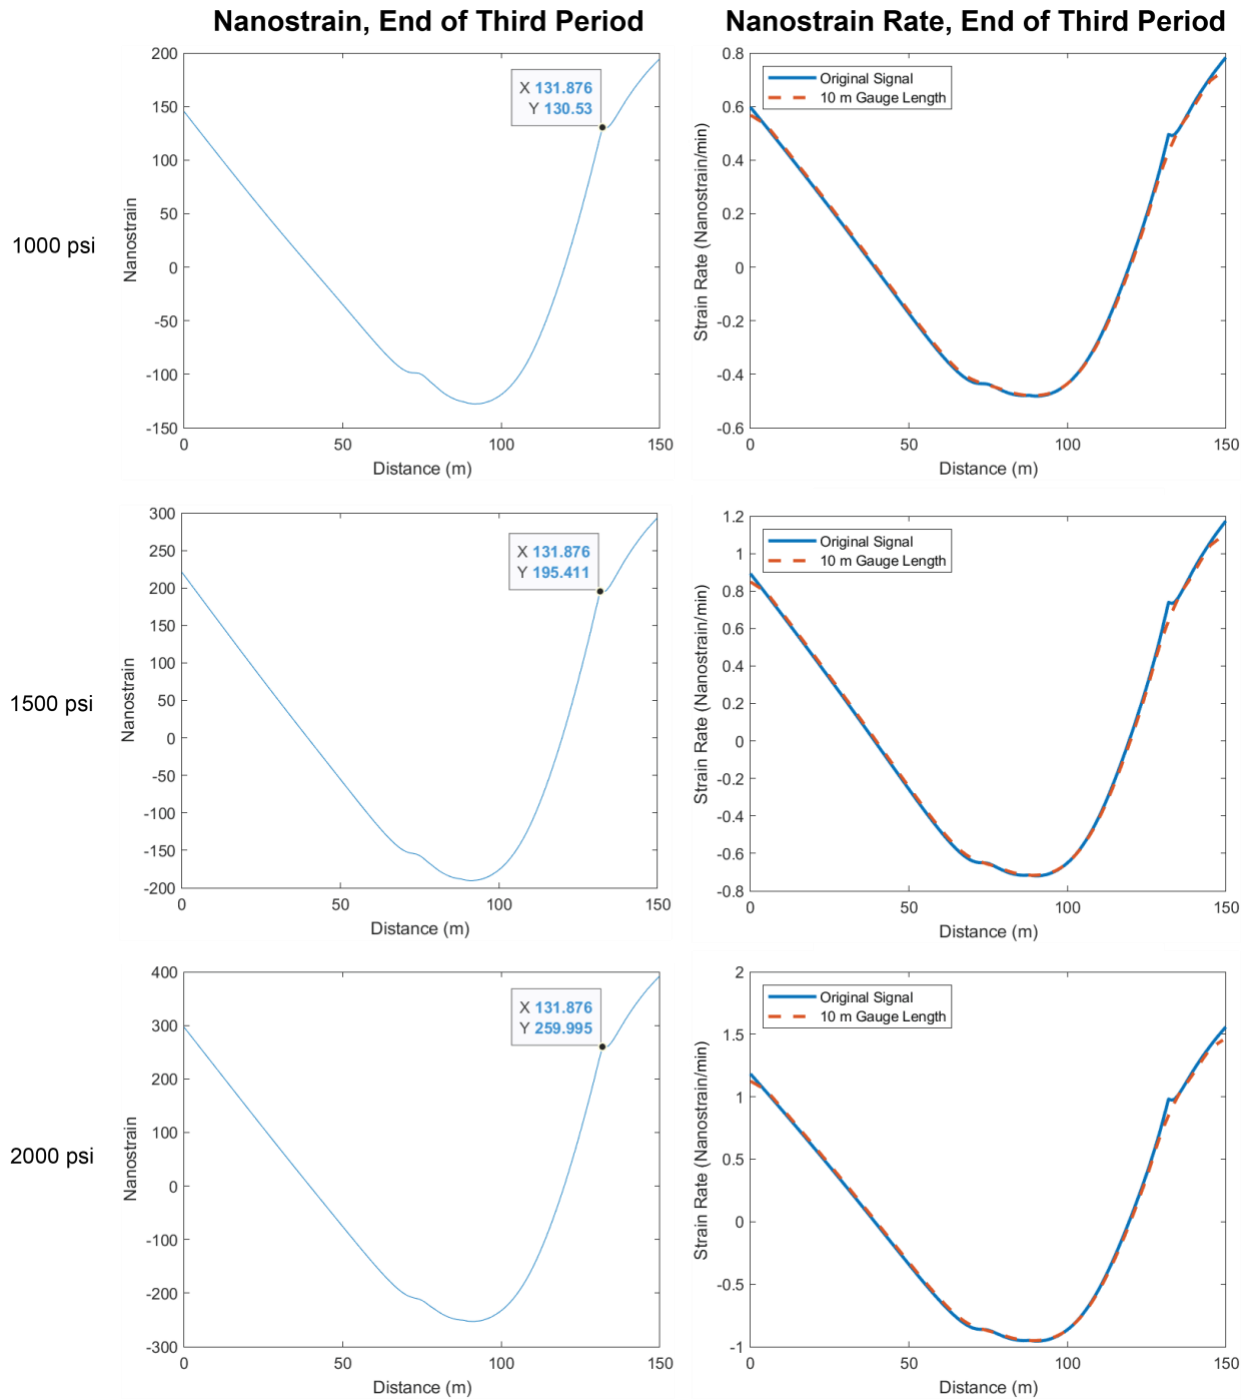 Nanostrain, End of Third Period
Nanostrain Rate, End of Third Period
1000 psi
200
150
100
50
0
-50
-100
-150
0
50
100
150
Nanostrain
Distance (m)
X 131.876
Y 130.53
0.8
0.6
0.4
0.2
0
-0.2
-0.4
-0.6
0
50
100
150
Strain Rate (Nanostrain/min)
Distance (m)
Original Signal
10 m Gauge Length
1500 psi
300
250
200
150
100
50
0
-50
-100
-150
-200
0
50
100
150
Nanostrain
Distance (m)
X 131.876
Y 195.411
1.2
1
0.8
0.6
0.4
0.2
0
-0.2
-0.4
-0.6
-0.8
0
50
100
150
Strain Rate (Nanostrain/min)
Distance (m)
Original Signal
10 m Gauge Length
2000 psi
400
300
200
100
0
-100
-200
-300
0
50
100
150
Nanostrain
Distance (m)
X 131.876
Y 259.995
2
1.5
1
0.5
0
-0.5
-1
0
50
100
150
Strain Rate (Nanostrain/min)
Distance (m)
Original Signal
10 m Gauge Length